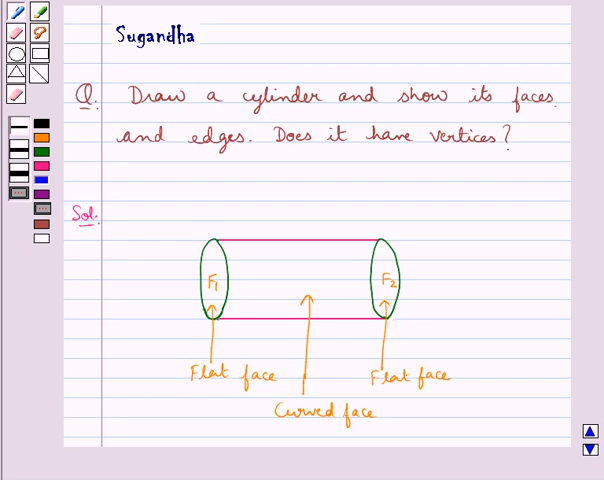 Sugandha
Q. Draw a cylinder and show its faces
and edges. Does it have vertices?
Sol.
F1 F2
Flat face Flat face
Curved face